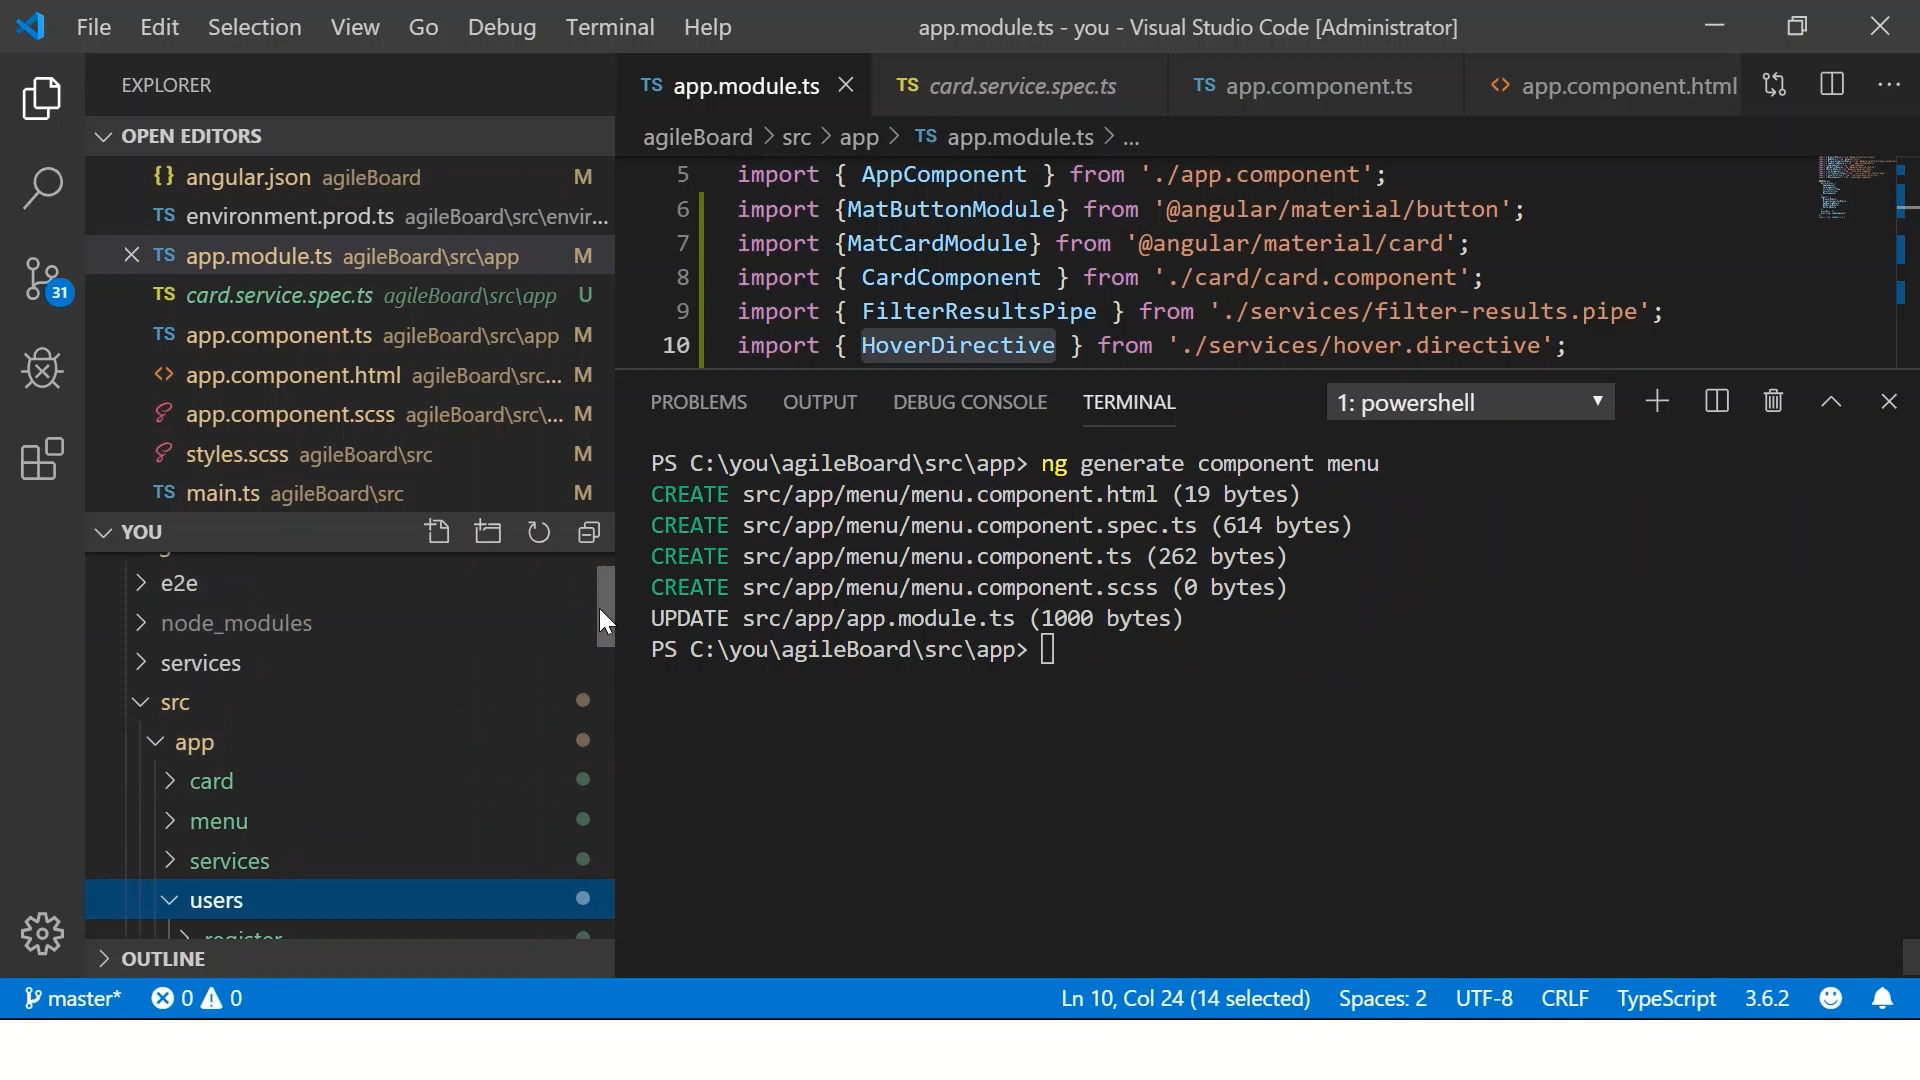 File Edit Selection View Go Debug Terminal Help
app.module.ts - you - Visual Studio Code [Administrator]
EXPLORER
OPEN EDITORS
{} angular.json agileBoard M
TS environment.prod.ts agileBoard\src\envir...
TS app.module.ts agileBoard\src\app M
TS card.service.spec.ts agileBoard\src\app U
TS app.component.ts agileBoard\src\app M
<> app.component.html agileBoard\src... M
app.component.scss agileBoard\src\... M
styles.scss agileBoard\src M
TS main.ts agileBoard\src M
31
YOU
e2e
node_modules
services
src
app
card
menu
services
users
register
OUTLINE
TS app.module.ts
TS card.service.spec.ts
TS app.component.ts
<> app.component.html
agileBoard > src > app > TS app.module.ts > ...
5 import { AppComponent } from './app.component';
6 import {MatButtonModule} from '@angular/material/button';
7 import {MatCardModule} from '@angular/material/card';
8 import { CardComponent } from './card/card.component';
9 import { FilterResultsPipe } from './services/filter-results.pipe';
10 import { HoverDirective } from './services/hover.directive';
PROBLEMS OUTPUT DEBUG CONSOLE TERMINAL
1: powershell
PS C:\you\agileBoard\src\app> ng generate component menu
CREATE src/app/menu/menu.component.html (19 bytes)
CREATE src/app/menu/menu.component.spec.ts (614 bytes)
CREATE src/app/menu/menu.component.ts (262 bytes)
CREATE src/app/menu/menu.component.scss (0 bytes)
UPDATE src/app/app.module.ts (1000 bytes)
PS C:\you\agileBoard\src\app>
master* 0 0
Ln 10, Col 24 (14 selected) Spaces: 2 UTF-8 CRLF TypeScript 3.6.2